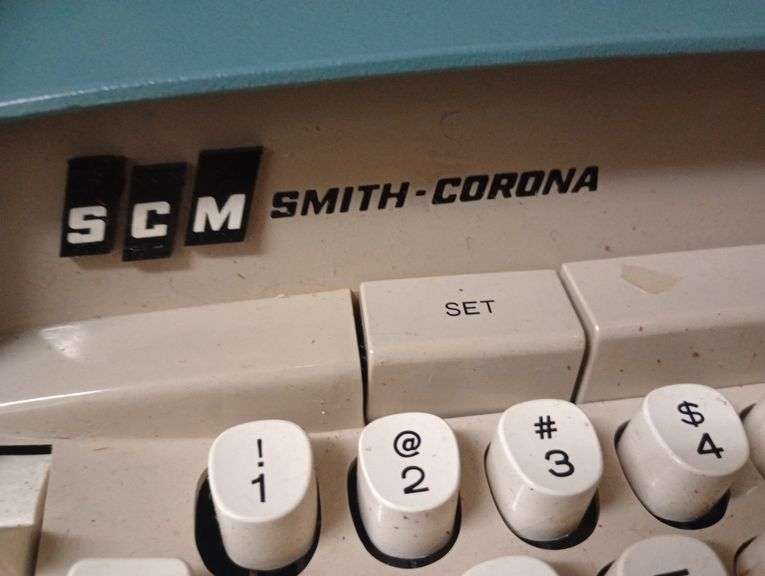 SCM SMITH-CORONA
SET
! @ # $
1 2 3 4